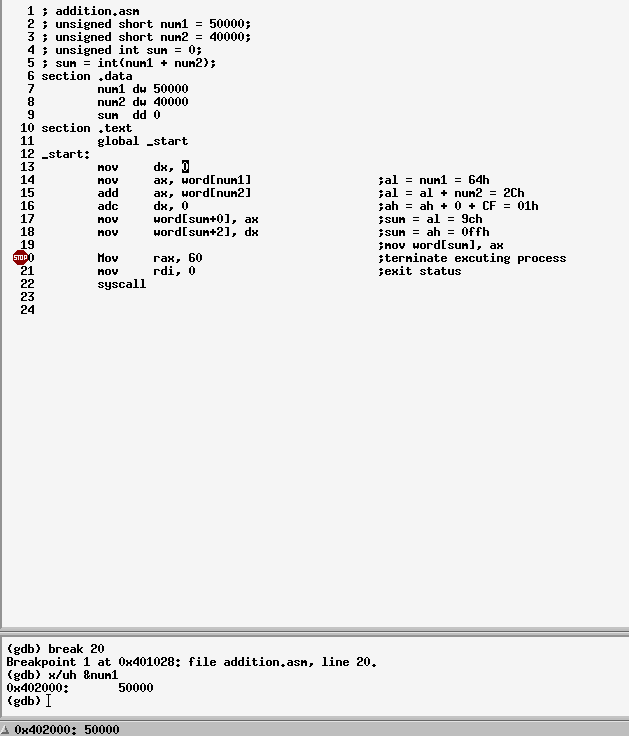 1 ; addition.asm
2 ; unsigned short num1 = 50000;
3 ; unsigned short num2 = 40000;
4 ; unsigned int sum = 0;
5 ; sum = int(num1 + num2);
6 section .data
7 num1 dw 50000
8 num2 dw 40000
9 sum dd 0
10 section .text
11 global _start
12 _start:
13 mov dx, 0
14 mov ax, word[num1] ;al = num1 = 64h
15 add ax, word[num2] ;al = al + num2 = 2Ch
16 adc dx, 0 ;ah = ah + 0 + CF = 01h
17 mov word[sum+0], ax ;sum = al = 9ch
18 mov word[sum+2], dx ;sum = ah = 0ffh
19 ;mov word[sum], ax
STOP0 Mov rax, 60 ;terminate excuting process
21 mov rdi, 0 ;exit status
22 syscall
23
24
(gdb) break 20
Breakpoint 1 at 0x401028: file addition.asm, line 20.
(gdb) x/uh &num1
0x402000: 50000
(gdb)
0x402000: 50000